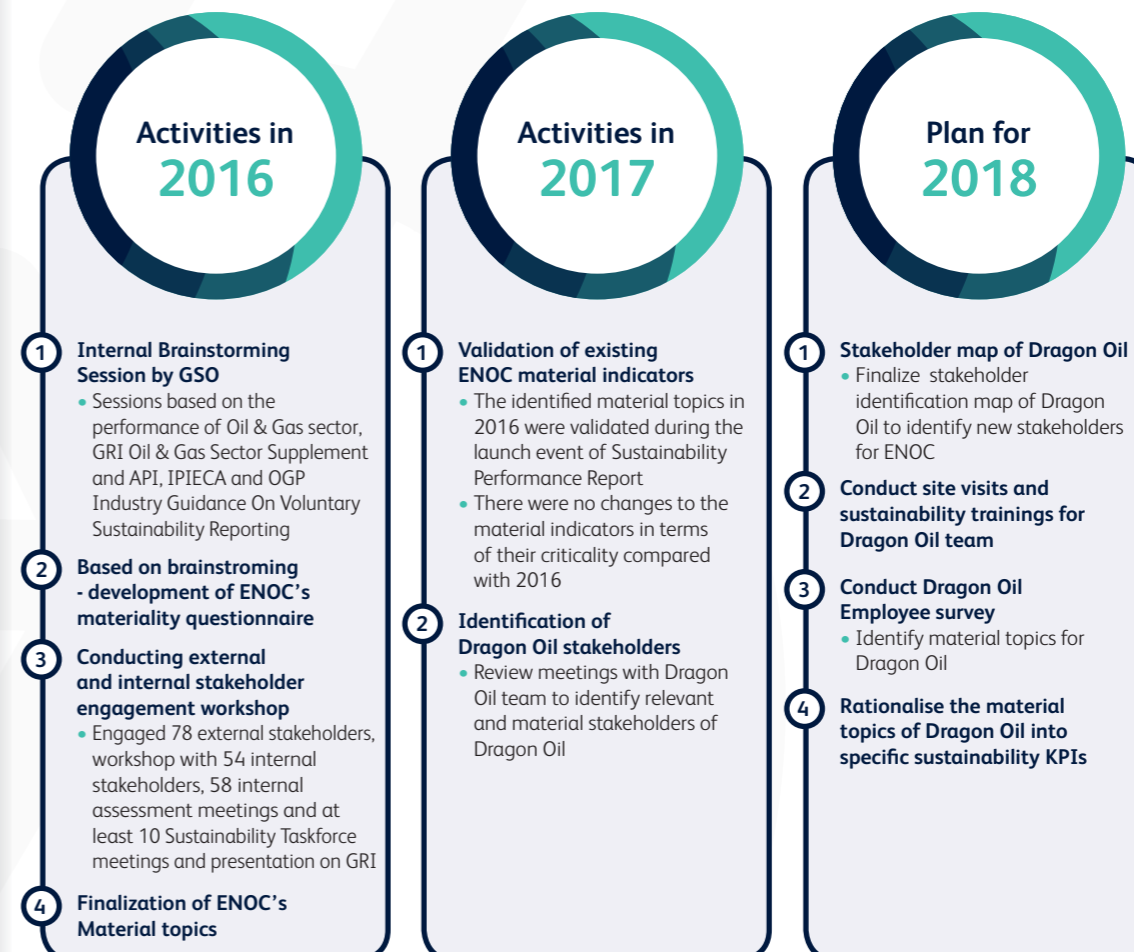 Activities in
2016
1
Internal Brainstorming
Session by GSO
• Sessions based on the
performance of Oil & Gas sector,
GRI Oil & Gas Sector Supplement
and API, IPIECA and OGP
Industry Guidance On Voluntary
Sustainability Reporting
2
Based on brainstroming
- development of ENOC's
materiality questionnaire
3
Conducting external
and internal stakeholder
engagement workshop
• Engaged 78 external stakeholders,
workshop with 54 internal
stakeholders, 58 internal
assessment meetings and at
least 10 Sustainability Taskforce
meetings and presentation on GRI
4
Finalization of ENOC's
Material topics
Activities in
2017
1
Validation of existing
ENOC material indicators
• The identified material topics in
2016 were validated during the
launch event of Sustainability
Performance Report
• There were no changes to the
material indicators in terms
of their criticality compared
with 2016
2
Identification of
Dragon Oil stakeholders
• Review meetings with Dragon
Oil team to identify relevant
and material stakeholders of
Dragon Oil
Plan for
2018
1
Stakeholder map of Dragon Oil
• Finalize stakeholder
identification map of Dragon
Oil to identify new stakeholders
for ENOC
2
Conduct site visits and
sustainability trainings for
Dragon Oil team
3
Conduct Dragon Oil
Employee survey
• Identify material topics for
Dragon Oil
4
Rationalise the material
topics of Dragon Oil into
specific sustainability KPIs